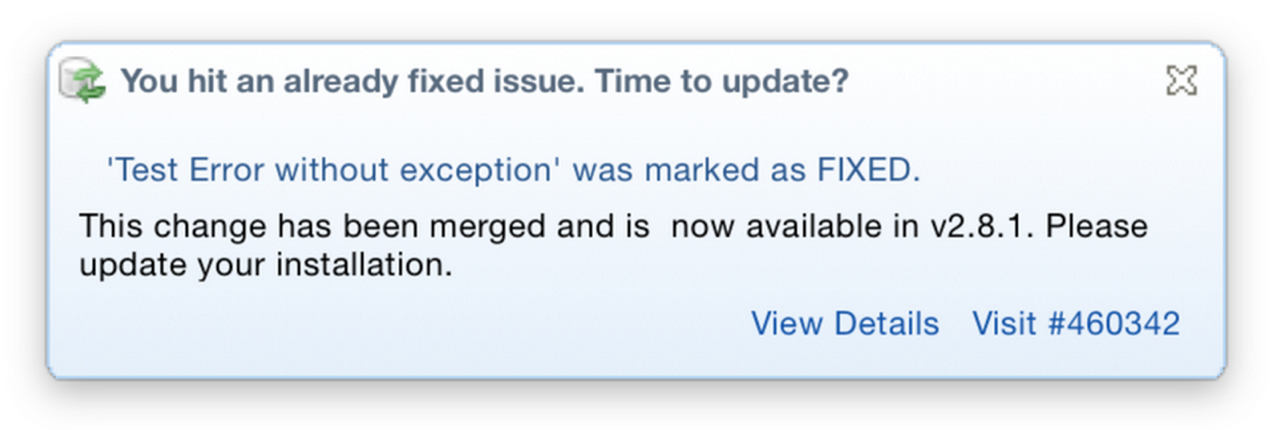 You hit an already fixed issue. Time to update?
'Test Error without exception' was marked as FIXED.
This change has been merged and is  now available in v2.8.1. Please
update your installation.
View Details   Visit #460342